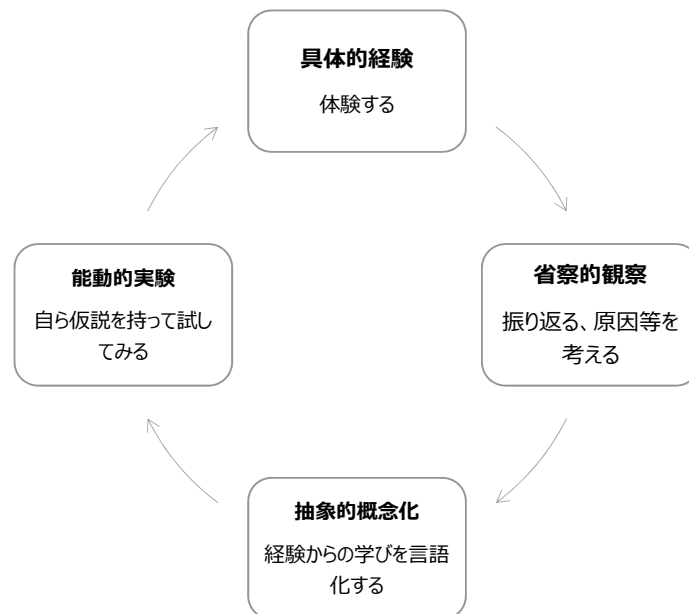 具体的経験
体験する
能動的実験
自ら仮説を持って試し
てみる
省察的観察
振り返る、原因等を
考える
抽象的概念化
経験からの学びを言語
化する